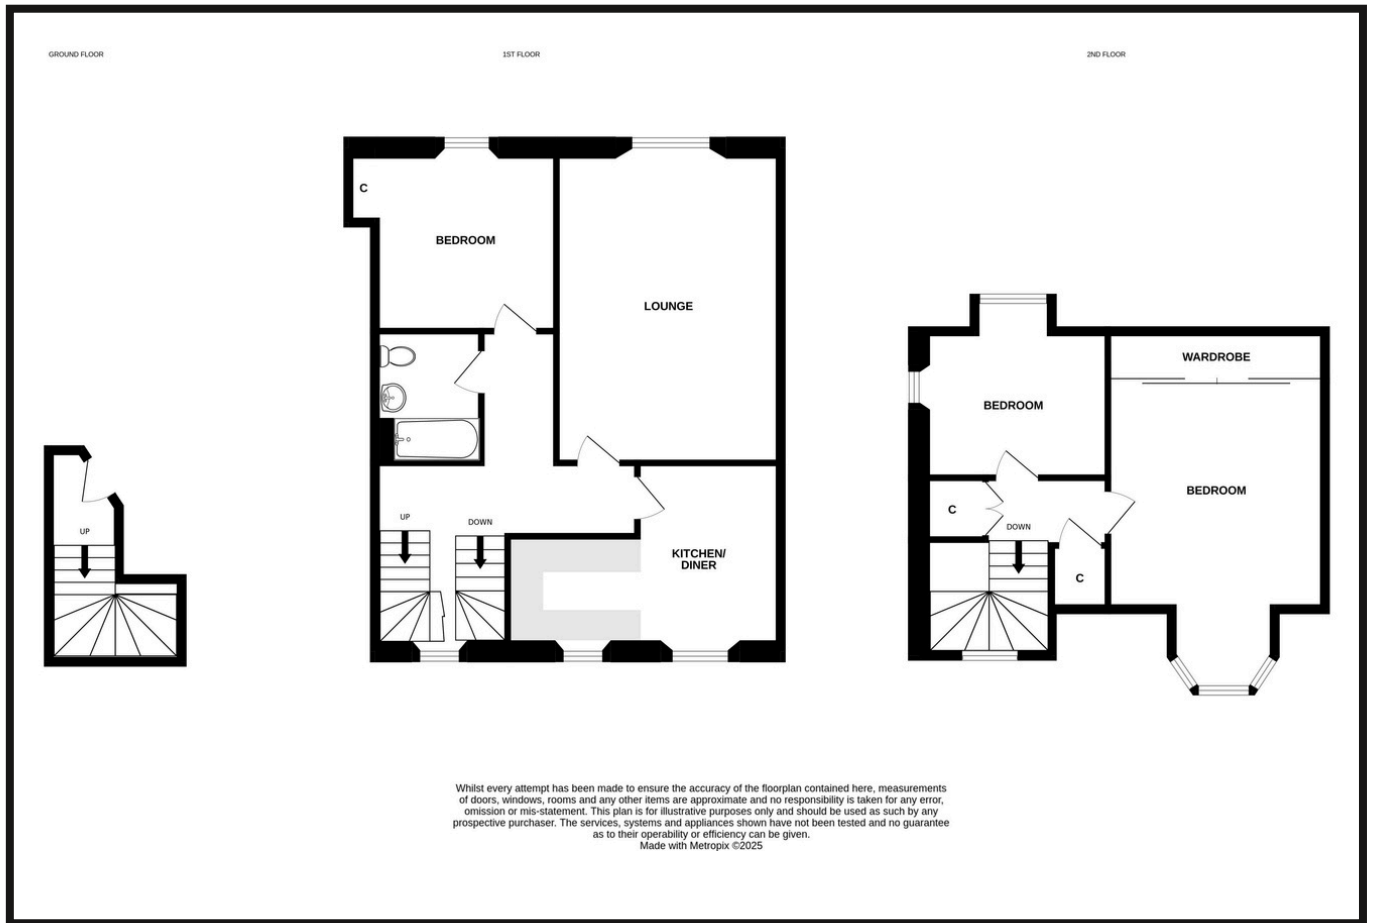 GROUND FLOOR
1ST FLOOR
2ND FLOOR
C
BEDROOM
LOUNGE
UP
DOWN
KITCHEN/
DINER
UP
WARDROBE
BEDROOM
BEDROOM
C
DOWN
C
Whilst every attempt has been made to ensure the accuracy of the floorplan contained here, measurements
of doors, windows, rooms and any other items are approximate and no responsibility is taken for any error,
omission or mis-statement. This plan is for illustrative purposes only and should be used as such by any
prospective purchaser. The services, systems and appliances shown have not been tested and no guarantee
as to their operability or efficiency can be given.
Made with Metropix ©2025